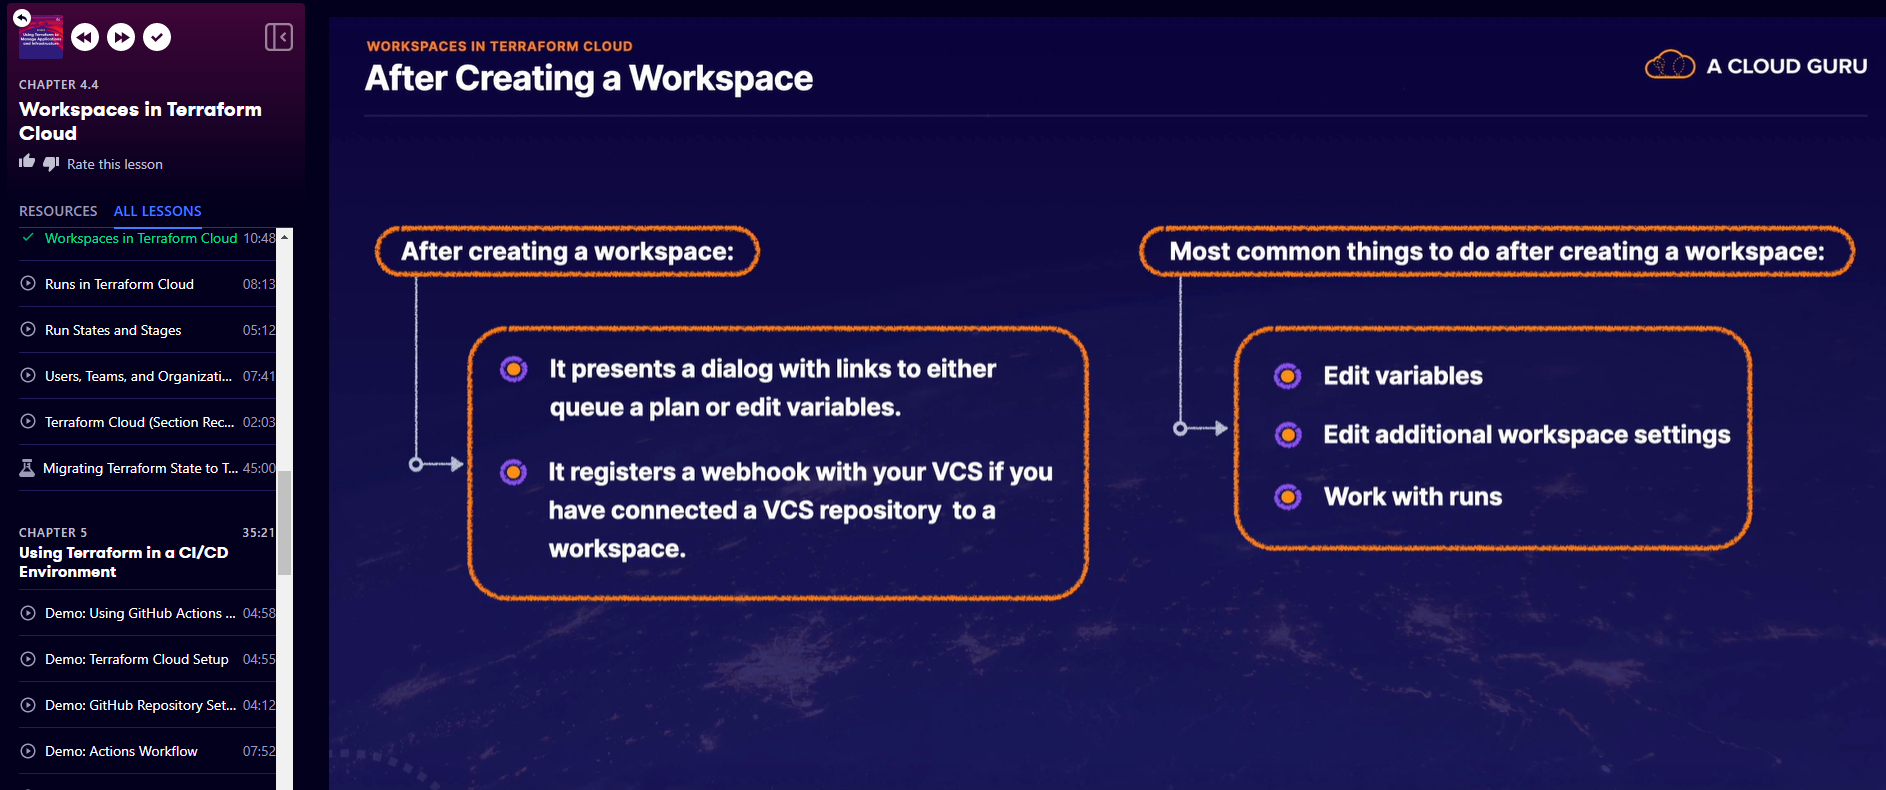 CHAPTER 4.4
Workspaces in Terraform
Cloud
Rate this lesson
RESOURCES ALL LESSONS
Workspaces in Terraform Cloud 10:48
Runs in Terraform Cloud 08:13
Run States and Stages 05:12
Users, Teams, and Organizati... 07:41
Terraform Cloud (Section Rec... 02:03
Migrating Terraform State to T... 45:00
CHAPTER 5 35:21
Using Terraform in a CI/CD
Environment
Demo: Using GitHub Actions ... 04:58
Demo: Terraform Cloud Setup 04:55
Demo: GitHub Repository Set... 04:12
Demo: Actions Workflow 07:52
WORKSPACES IN TERRAFORM CLOUD
After Creating a Workspace
A CLOUD GURU
After creating a workspace:
It presents a dialog with links to either
queue a plan or edit variables.
It registers a webhook with your VCS if you
have connected a VCS repository to a
workspace.
Most common things to do after creating a workspace:
Edit variables
Edit additional workspace settings
Work with runs